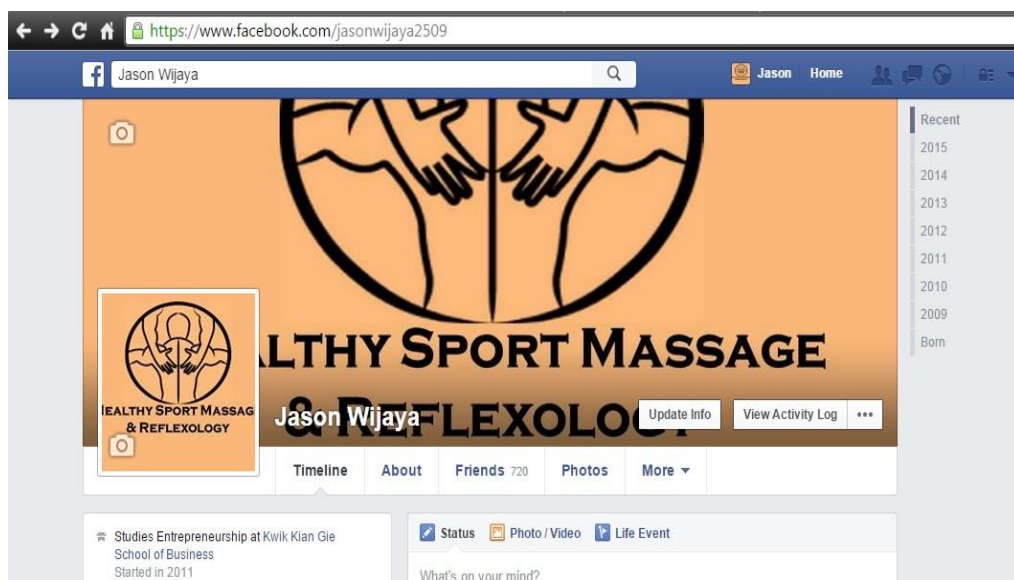 https://www.facebook.com/jasonwijaya2509
Jason Wijaya
Jason Home
Recent
2015
2014
2013
2012
2011
2010
2009
Born
LTHY SPORT MASSAGE
& REFLEXOLO
EALTHY SPORT MASSAG
& REFLEXOLOGY
Jason Wijaya
Update Info
View Activity Log
Timeline About Friends 720 Photos More
Studies Entrepreneurship at Kwik Kian Gie
School of Business
Started in 2011
Status Photo / Video Life Event
What's on your mind?